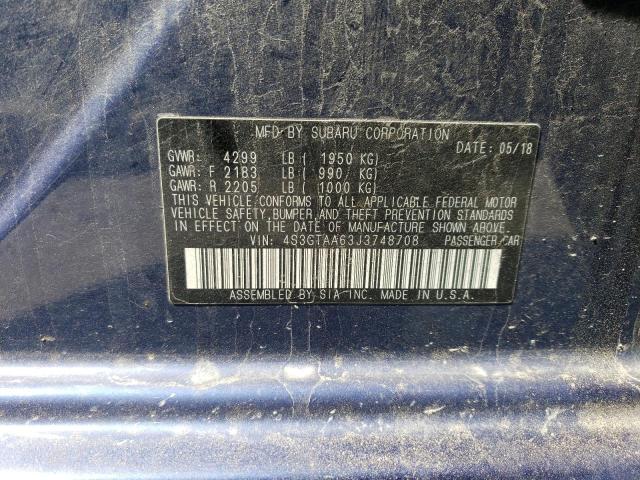 MFD BY SUBARU CORPORATION
DATE: 05/18
GVWR: 4299 LB ( 1950 KG)
GAWR: F 2183 LB ( 990/ KG)
GAWR: R 2205 LB ( 1000 KG)
THIS VEHICLE CONFORMS TO ALL APPLICABLE FEDERAL MOTOR
VEHICLE SAFETY, BUMPER, AND THEFT PREVENTION STANDARDS
IN EFFECT ON THE DATE OF MANUFACTURE SHOWN ABOVE.
VIN: 4S3GTAA63J3748708 PASSENGER/CAR
ASSEMBLED BY SIA INC. MADE IN U.S.A.